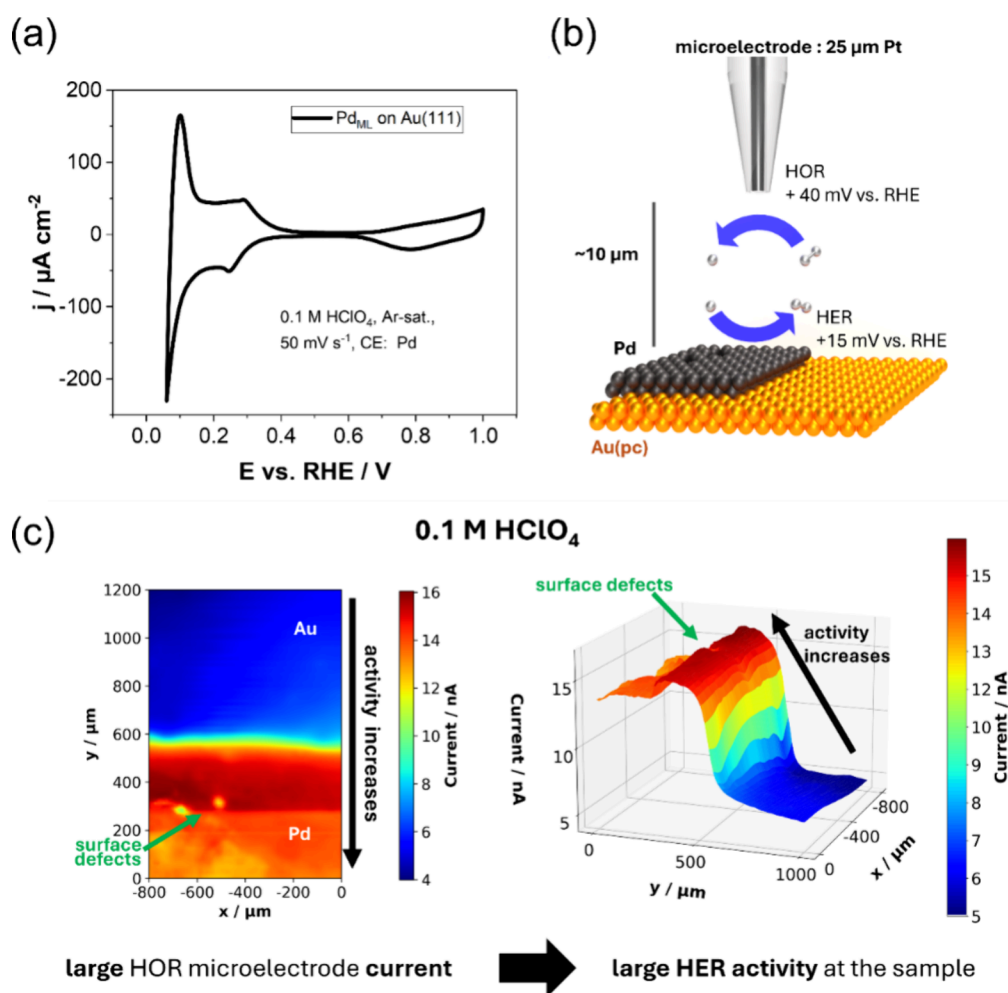 (a)
200
100
0
-100
-200
j / µA cm⁻²
Pd_ML on Au(111)
0.1 M HClO₄, Ar-sat.,
50 mV s⁻¹, CE: Pd
0.0 0.2 0.4 0.6 0.8 1.0
E vs. RHE / V
(b)
microelectrode : 25 µm Pt
HOR
+ 40 mV vs. RHE
~10 µm
HER
+15 mV vs. RHE
Pd
Au(pc)
(c)
0.1 M HClO₄
1200
1000
800
600
400
200
0
y / µm
Au
Pd
surface
defects
-800 -600 -400 -200 0
x / µm
16
14
12
10
8
6
4
Current / nA
activity increases
surface defects
activity
increases
15
10
5
Current / nA
0 500 1000
y / µm
-800
-400
0
x / µm
15
14
13
12
11
10
9
8
7
6
5
Current / nA
large HOR microelectrode current
large HER activity at the sample